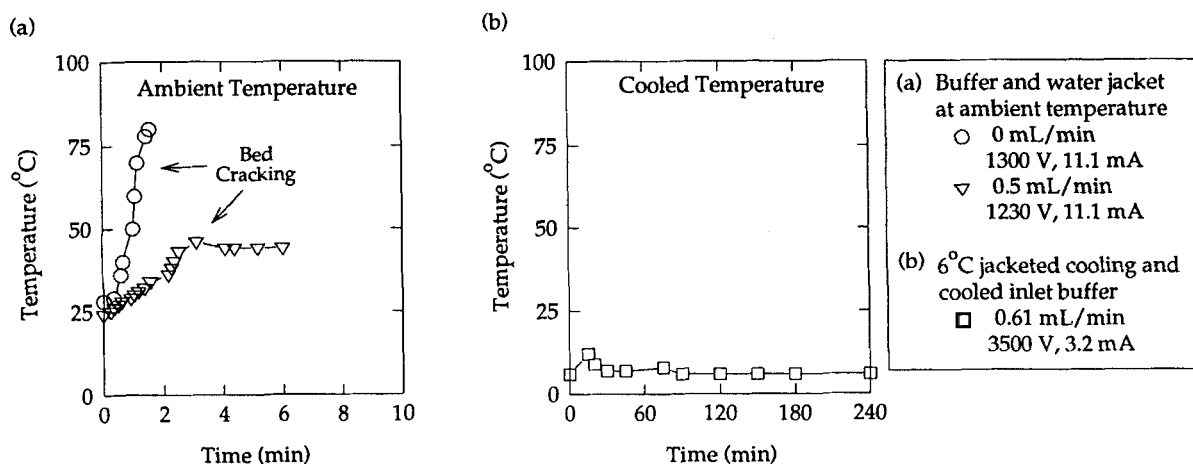 (a)
100
75
50
25
0
Temperature (°C)
Ambient Temperature
Bed
Cracking
0
2
4
6
8
10
Time (min)
(b)
100
75
50
25
0
Temperature (°C)
Cooled Temperature
0
60
120
180
240
Time (min)
(a) Buffer and water jacket
at ambient temperature
0 mL/min
1300 V, 11.1 mA
0.5 mL/min
1230 V, 11.1 mA
(b) 6°C jacketed cooling and
cooled inlet buffer
0.61 mL/min
3500 V, 3.2 mA